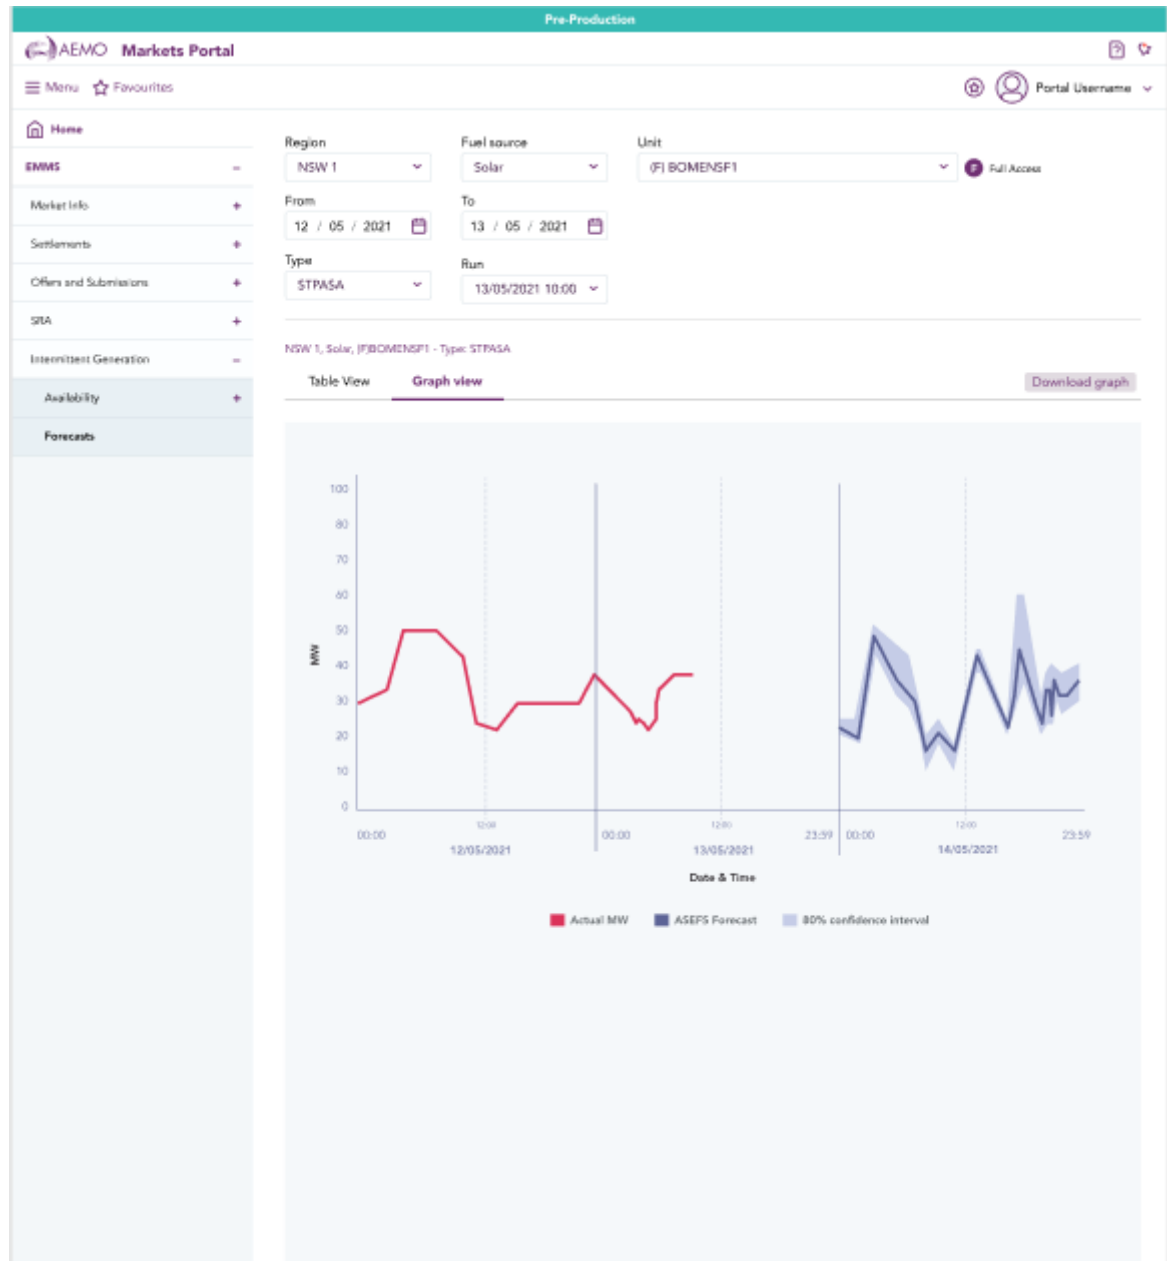 Pre-Production
AEMO Markets Portal
Menu Favourites
Portal Username
Home
EMMS
Market Info
Settlements
Offers and Submissions
SRA
Intermittent Generation
Availability
Forecasts
Region Fuel source Unit
NSW 1 Solar (F) BOMENSF1 F Full Access
From To
12 / 05 / 2021 13 / 05 / 2021
Type Run
STPASA 13/05/2021 10:00
NSW 1, Solar, (F)BOMENSF1 - Type: STPASA
Table View Graph view Download graph
100
80
70
60
50
40
30
20
10
0
MW
12:00 12:00 12:00
00:00 00:00 23:59 00:00 23:59
12/05/2021 13/05/2021 14/05/2021
Date & Time
Actual MW ASEFS Forecast 80% confidence interval